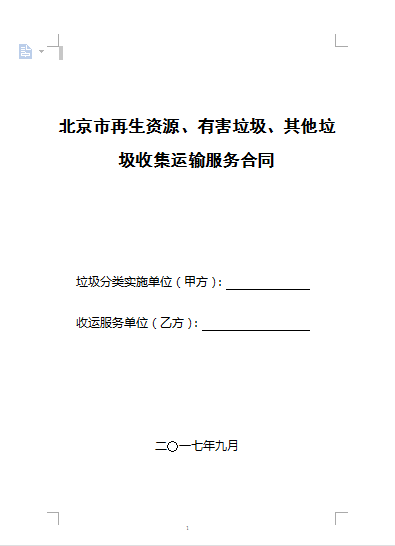 北京市再生资源、有害垃圾、其他垃
圾收集运输服务合同
垃圾分类实施单位（甲方）：
收运服务单位（乙方）：
二〇一七年九月
1